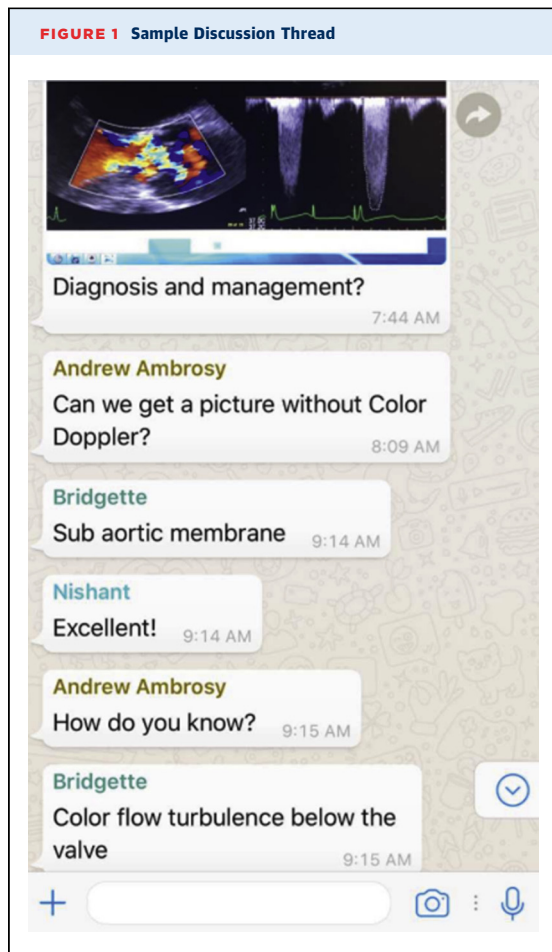 FIGURE 1 Sample Discussion Thread
Diagnosis and management?
7:44 AM
Andrew Ambrosy
Can we get a picture without Color
Doppler?
8:09 AM
Bridgette
Sub aortic membrane 9:14 AM
Nishant
Excellent! 9:14 AM
Andrew Ambrosy
How do you know? 9:15 AM
Bridgette
Color flow turbulence below the
valve
9:15 AM